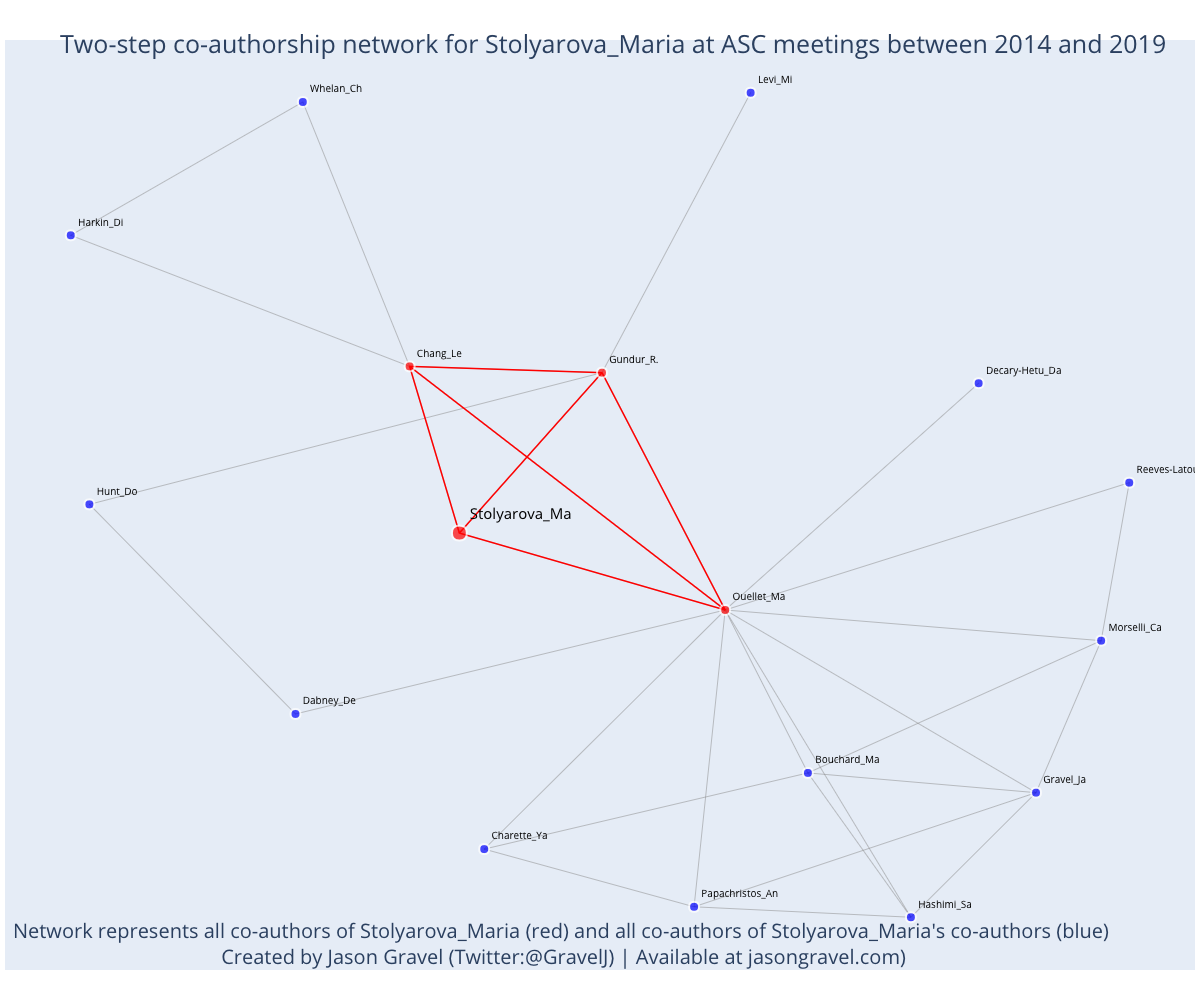 Two-step co-authorship network for Stolyarova_Maria at ASC meetings between 2014 and 2019
Levi_Mi
Whelan_Ch
Harkin_Di
Chang_Le
Gundur_R.
Decary-Hetu_Da
Reeves-Latou
Hunt_Do
Stolyarova_Ma
Ouellet_Ma
Morselli_Ca
Dabney_De
Bouchard_Ma
Gravel_Ja
Charette_Ya
Papachristos_An
Hashimi_Sa
Network represents all co-authors of Stolyarova_Maria (red) and all co-authors of Stolyarova_Maria's co-authors (blue)
Created by Jason Gravel (Twitter:@GravelJ) | Available at jasongravel.com)